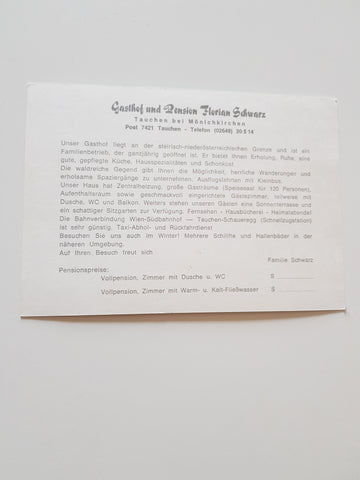 Gasthof und Pension Florian Schwarz
Tauchen bei Mönichkirchen
Post 7421 Tauchen - Telefon (02649) 30 5 14
Unser Gasthof liegt an der steirisch-niederösterreichischen Grenze und ist ein
Familienbetrieb, der ganzjährig geöffnet ist. Er bietet Ihnen Erholung, Ruhe, eine
gute, gepflegte Küche, Hausspezialitäten und Schonkost.
Die waldreiche Gegend gibt Ihnen die Möglichkeit, herrliche Wanderungen und
erholsame Spaziergänge zu unternehmen. Ausflugsfahrten mit Kleinbus.
Unser Haus hat Zentralheizung, große Gasträume (Speisesaal für 120 Personen),
Aufenthaltsraum sowie geschmackvoll eingerichtete Gästezimmer, teilweise mit
Dusche, WC und Balkon. Weiters stehen unseren Gästen eine Sonnenterrasse und
ein schattiger Sitzgarten zur Verfügung. Fernsehen - Hausbücherei - Heimatabende!
Die Bahnverbindung Wien-Südbahnhof — Tauchen-Schaueregg (Schnellzugstation)
ist sehr günstig. Taxi-Abhol- und Rückfahrdienst
Besuchen Sie uns auch im Winter! Mehrere Schilifte und Hallenbäder in der
näheren Umgebung.
Auf Ihren Besuch freut sich
Familie Schwarz
Pensionspreise:
Vollpension, Zimmer mit Dusche u. WC S
Vollpension, Zimmer mit Warm- u. Kalt-Fließwasser S